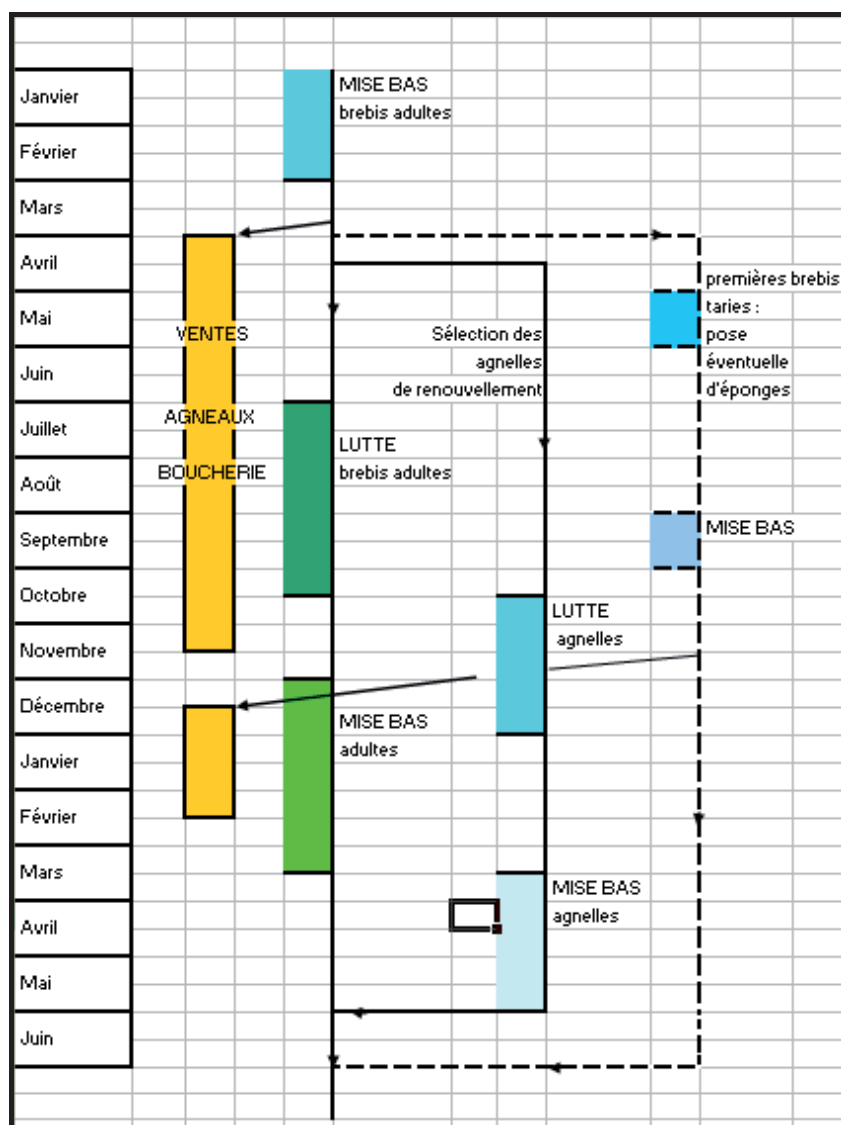 Janvier
Février
Mars
Avril
Mai
Juin
Juillet
Août
Septembre
Octobre
Novembre
Décembre
Janvier
Février
Mars
Avril
Mai
Juin
VENTES
AGNEAUX
BOUCHERIE
MISE BAS
brebis adultes
LUTTE
brebis adultes
MISE BAS
adultes
Sélection des
agnelles
de renouvellement
LUTTE
agnelles
MISE BAS
agnelles
premières brebis
taries :
pose
éventuelle
d'éponges
MISE BAS